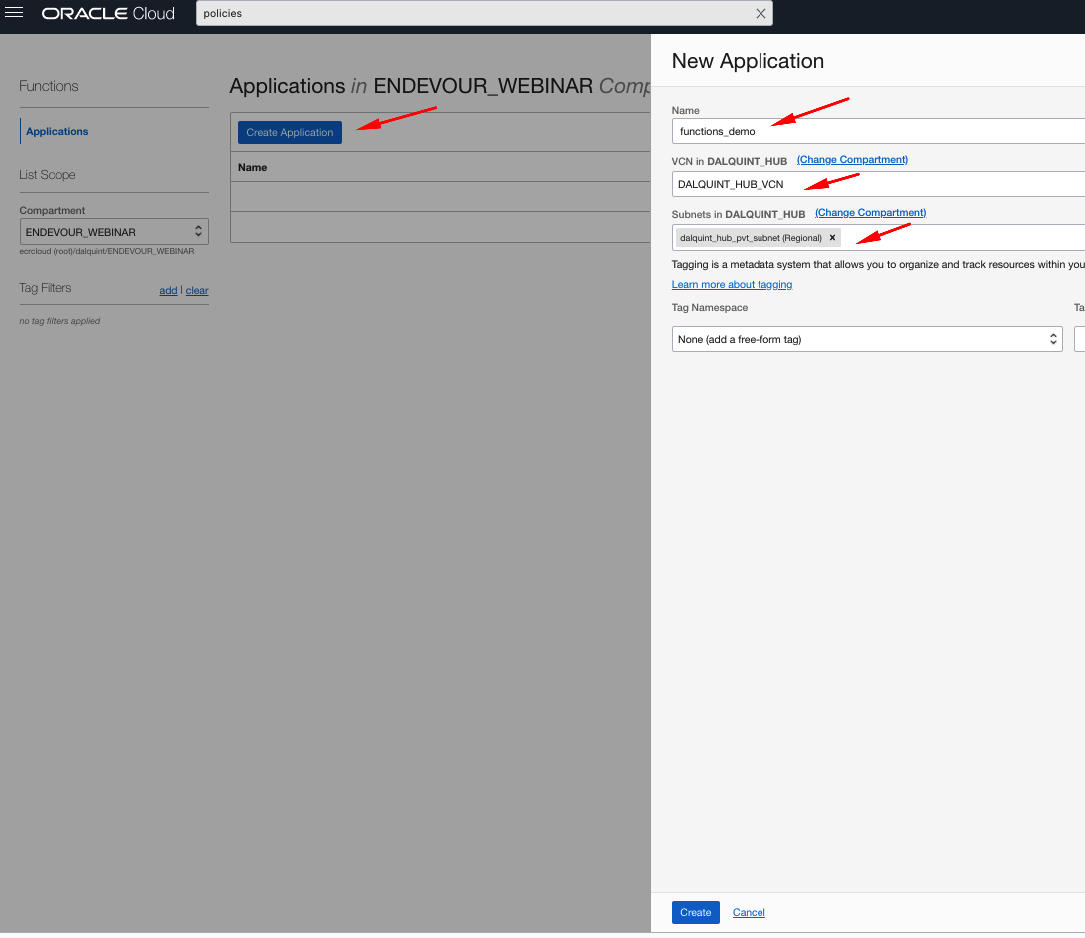 ORACLE Cloud
policies
Functions
Applications
List Scope
Compartment
ENDEVOUR_WEBINAR
ecrcloud (root)/dalquint/ENDEVOUR_WEBINAR
Tag Filters
add | clear
no tag filters applied
Applications in ENDEVOUR_WEBINAR Comp
Create Application
Name
New Application
Name
functions_demo
VCN in DALQUINT_HUB (Change Compartment)
DALQUINT_HUB_VCN
Subnets in DALQUINT_HUB (Change Compartment)
dalquint_hub_pvt_subnet (Regional) ×
Tagging is a metadata system that allows you to organize and track resources within you
Learn more about tagging
Tag Namespace
Ta
None (add a free-form tag)
Create
Cancel